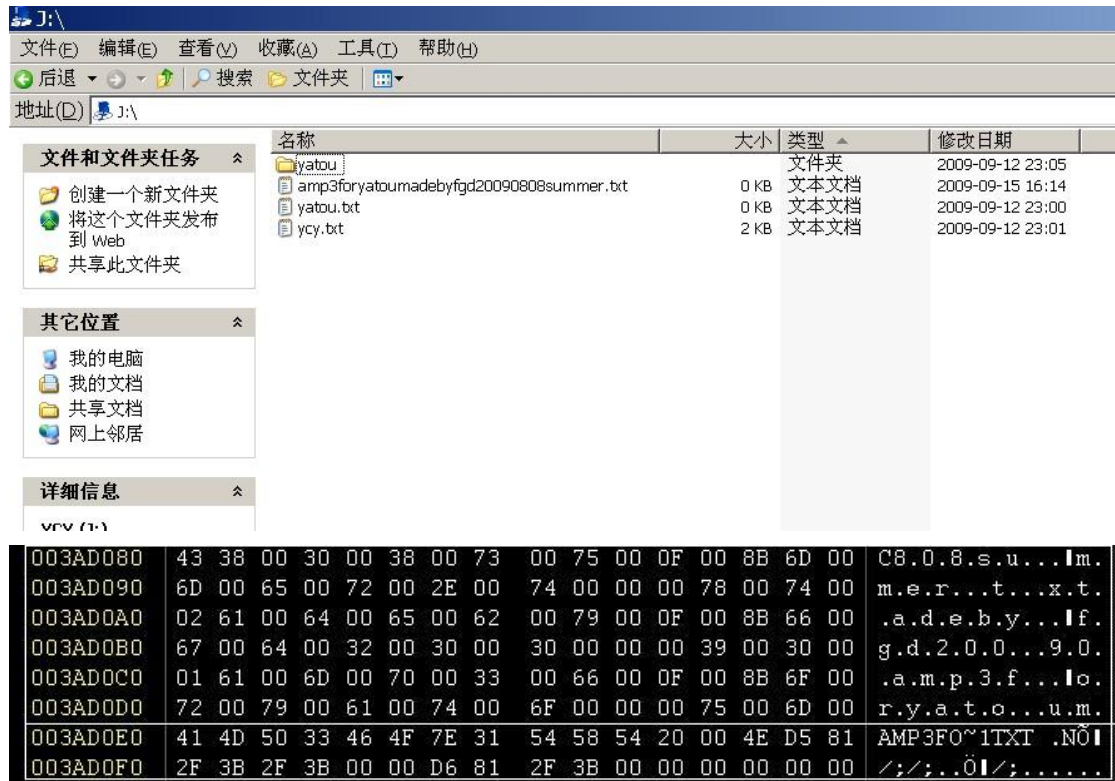 J:\
文件(F) 编辑(E) 查看(V) 收藏(A) 工具(T) 帮助(H)
后退 搜索 文件夹
地址(D) J:\
名称 大小 类型 修改日期
文件和文件夹任务
创建一个新文件夹
将这个文件夹发布到 Web
共享此文件夹
其它位置
我的电脑
我的文档
共享文档
网上邻居
详细信息
yatou 文件夹 2009-09-12 23:05
amp3foryatoumadebyfgd20090808summer.txt 0 KB 文本文档 2009-09-15 16:14
yatou.txt 0 KB 文本文档 2009-09-12 23:00
ycy.txt 2 KB 文本文档 2009-09-12 23:01
003AD080 43 38 00 30 00 38 00 73 00 75 00 0F 00 8B 6D 00 C8.0.8.s.u...▌m.
003AD090 6D 00 65 00 72 00 2E 00 74 00 00 00 78 00 74 00 m.e.r...t...x.t.
003AD0A0 02 61 00 64 00 65 00 62 00 79 00 0F 00 8B 66 00 .a.d.e.b.y...▌f.
003AD0B0 67 00 64 00 32 00 30 00 30 00 00 00 39 00 30 00 g.d.2.0.0...9.0.
003AD0C0 01 61 00 6D 00 70 00 33 00 66 00 0F 00 8B 6F 00 .a.m.p.3.f...▌o.
003AD0D0 72 00 79 00 61 00 74 00 6F 00 00 00 75 00 6D 00 r.y.a.t.o...u.m.
003AD0E0 41 4D 50 33 46 4F 7E 31 54 58 54 20 00 4E D5 81 AMP3FO~1TXT .NÕ▌
003AD0F0 2F 3B 2F 3B 00 00 D6 81 2F 3B 00 00 00 00 00 00 /;/;..Ö▌/;......